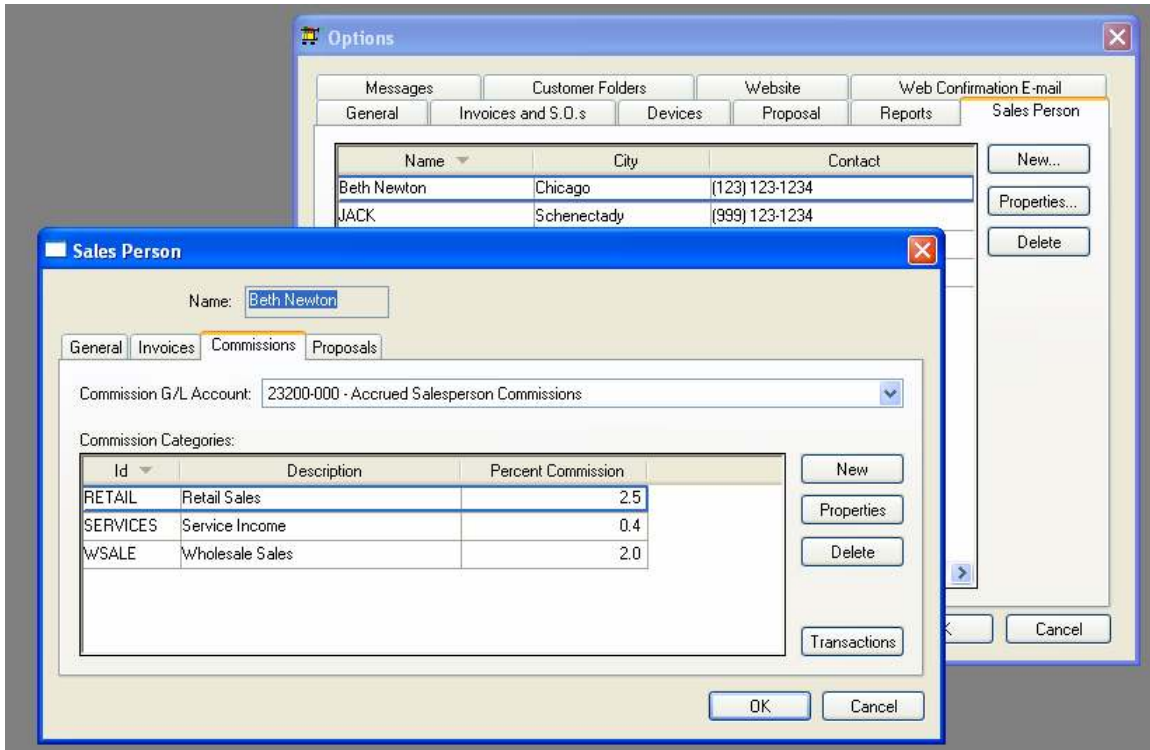 Options
Messages Customer Folders Website Web Confirmation E-mail
General Invoices and S.O.s Devices Proposal Reports Sales Person
Name City Contact
Beth Newton Chicago (123) 123-1234
JACK Schenectady (999) 123-1234
New...
Properties...
Delete
Cancel
Sales Person
Name: Beth Newton
General Invoices Commissions Proposals
Commission G/L Account: 23200-000 - Accrued Salesperson Commissions
Commission Categories:
Id Description Percent Commission
RETAIL Retail Sales 2.5
SERVICES Service Income 0.4
WSALE Wholesale Sales 2.0
New
Properties
Delete
Transactions
OK Cancel